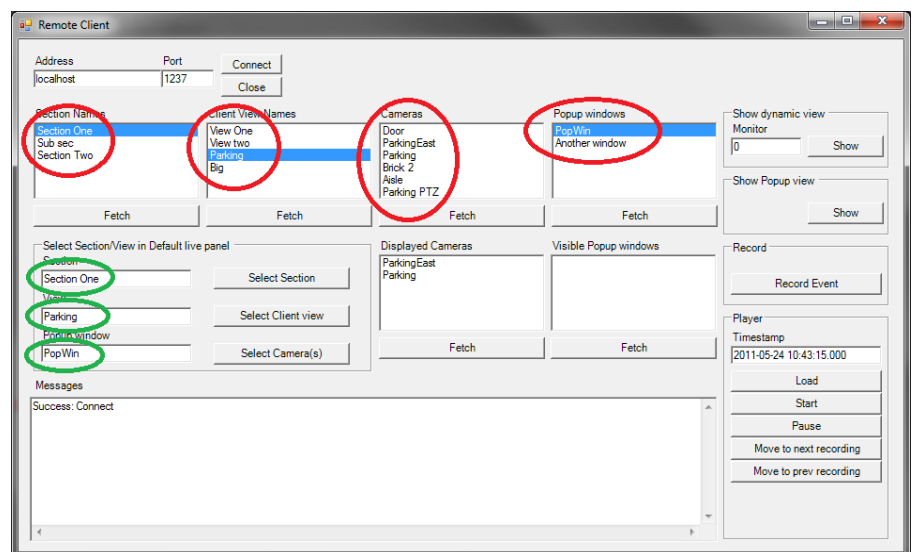 Remote Client
Address
Port
localhost
1237
Connect
Close
Section Names
Client View Names
Cameras
Popup windows
Section One
Sub sec
Section Two
View One
View two
Parking
Big
Door
ParkingEast
Parking
Brick 2
Aisle
Parking PTZ
PopWin
Another window
Fetch
Fetch
Fetch
Fetch
Show dynamic view
Monitor
0
Show
Show Popup view
Show
Select Section/View in Default live panel
Section
Section One
Select Section
View
Parking
Select Client view
Popup window
PopWin
Select Camera(s)
Displayed Cameras
ParkingEast
Parking
Fetch
Visible Popup windows
Fetch
Record
Record Event
Player
Timestamp
2011-05-24 10:43:15.000
Load
Start
Pause
Move to next recording
Move to prev recording
Messages
Success: Connect